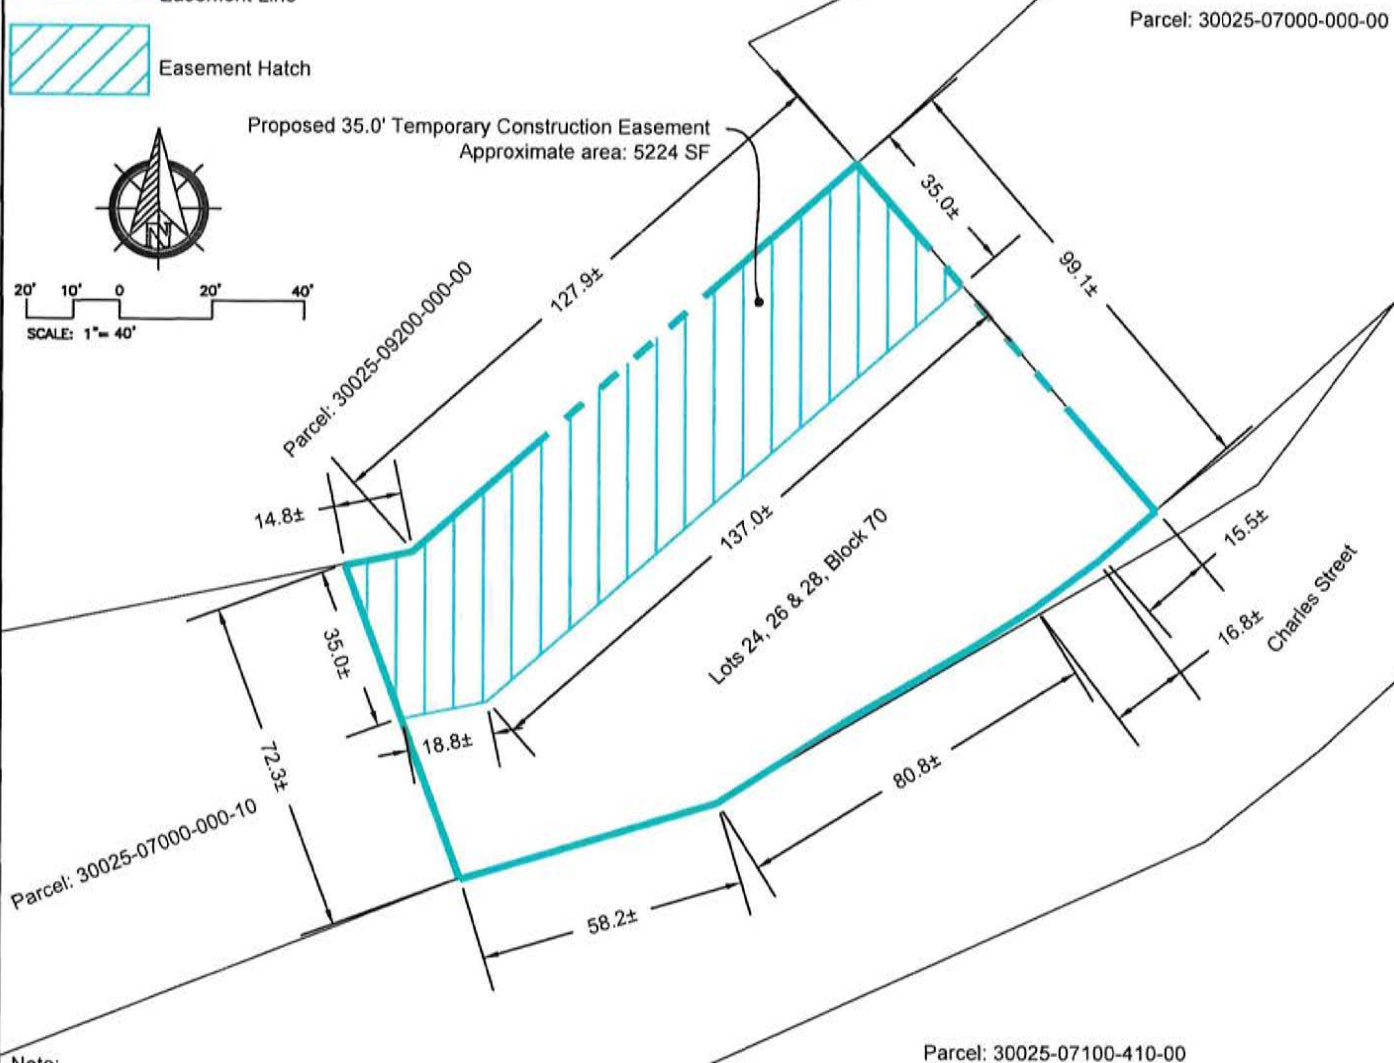 Easement Line
Parcel: 30025-07000-000-00
Easement Hatch
Proposed 35.0' Temporary Construction Easement
Approximate area: 5224 SF
N
20' 10' 0 20' 40'
SCALE: 1"= 40'
Parcel: 30025-09200-000-00
127.9±
35.0±
99.1±
14.8±
137.0±
35.0±
18.8±
72.3±
Lots 24, 26 & 28, Block 70
15.5±
16.8±
Charles Street
80.8±
58.2±
Parcel: 30025-07000-000-10
Note:
Parcel: 30025-07100-410-00